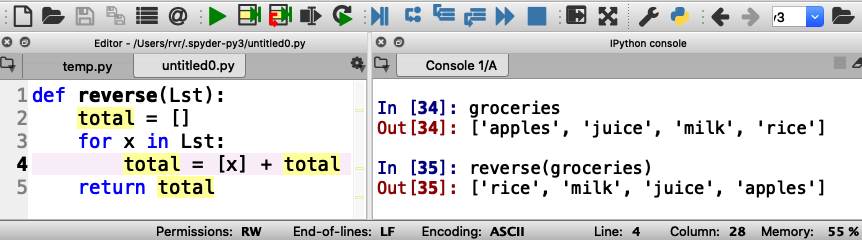 y3
Editor - /Users/rvr/.spyder-py3/untitled0.py
temp.py untitled0.py
1 def reverse(Lst):
2     total = []
3     for x in Lst:
4         total = [x] + total
5     return total
IPython console
Console 1/A
In [34]: groceries
Out[34]: ['apples', 'juice', 'milk', 'rice']
In [35]: reverse(groceries)
Out[35]: ['rice', 'milk', 'juice', 'apples']
Permissions: RW End-of-lines: LF Encoding: ASCII Line: 4 Column: 28 Memory: 55 %